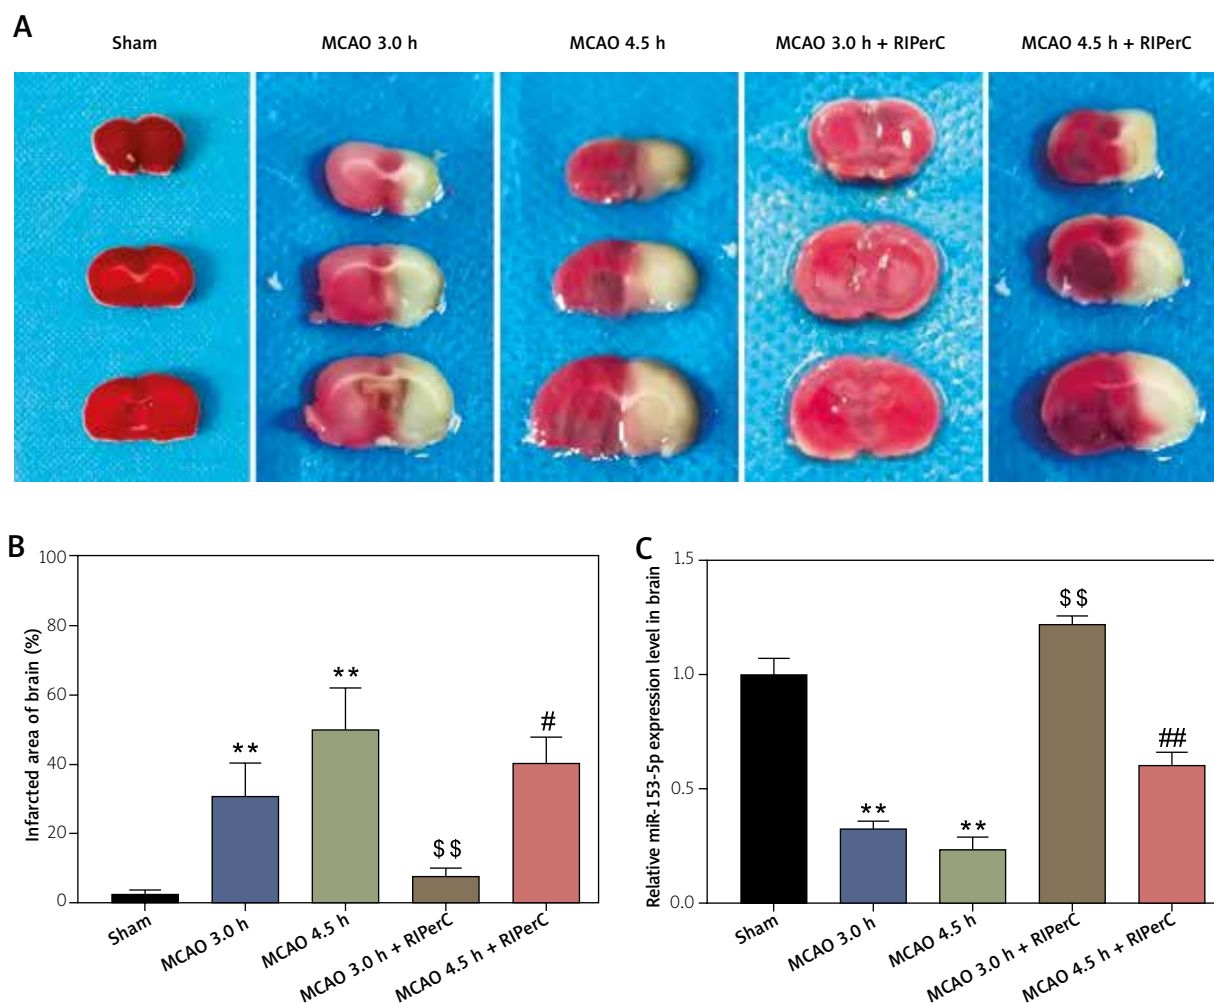 A
Sham
MCAO 3.0 h
MCAO 4.5 h
MCAO 3.0 h + RIPerC
MCAO 4.5 h + RIPerC
B
Infarcted area of brain (%)
100
80
60
40
20
0
**
**
$$
#
Sham
MCAO 3.0 h
MCAO 4.5 h
MCAO 3.0 h + RIPerC
MCAO 4.5 h + RIPerC
C
Relative miR-153-5p expression level in brain
1.5
1.0
0.5
0.0
**
**
$$
##
Sham
MCAO 3.0 h
MCAO 4.5 h
MCAO 3.0 h + RIPerC
MCAO 4.5 h + RIPerC